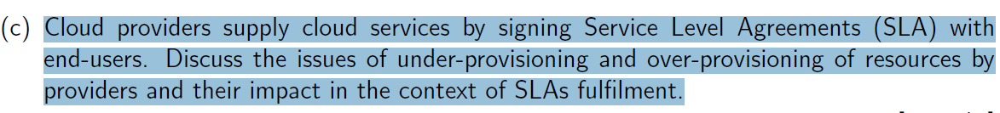 (c) Cloud providers supply cloud services by signing Service Level Agreements (SLA) with
end-users. Discuss the issues of under-provisioning and over-provisioning of resources by
providers and their impact in the context of SLAs fulfilment.